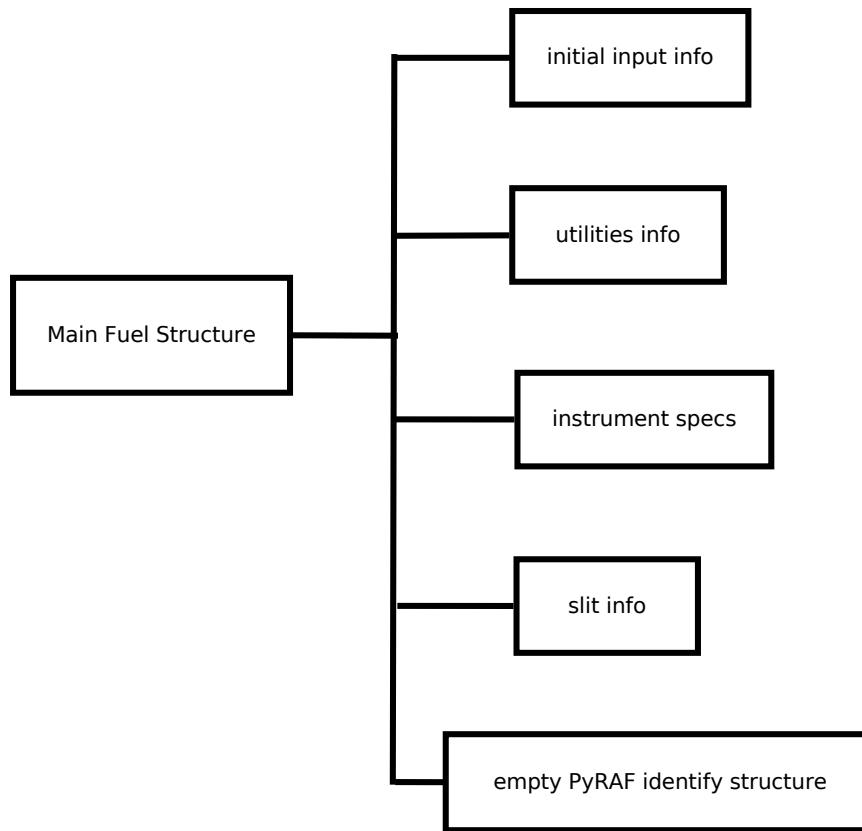 initial input info
utilities info
Main Fuel Structure
instrument specs
slit info
empty PyRAF identify structure